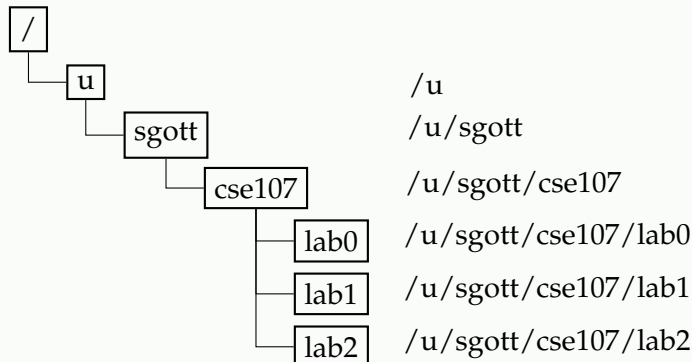 /
u /u
sgott /u/sgott
cse107 /u/sgott/cse107
lab0 /u/sgott/cse107/lab0
lab1 /u/sgott/cse107/lab1
lab2 /u/sgott/cse107/lab2